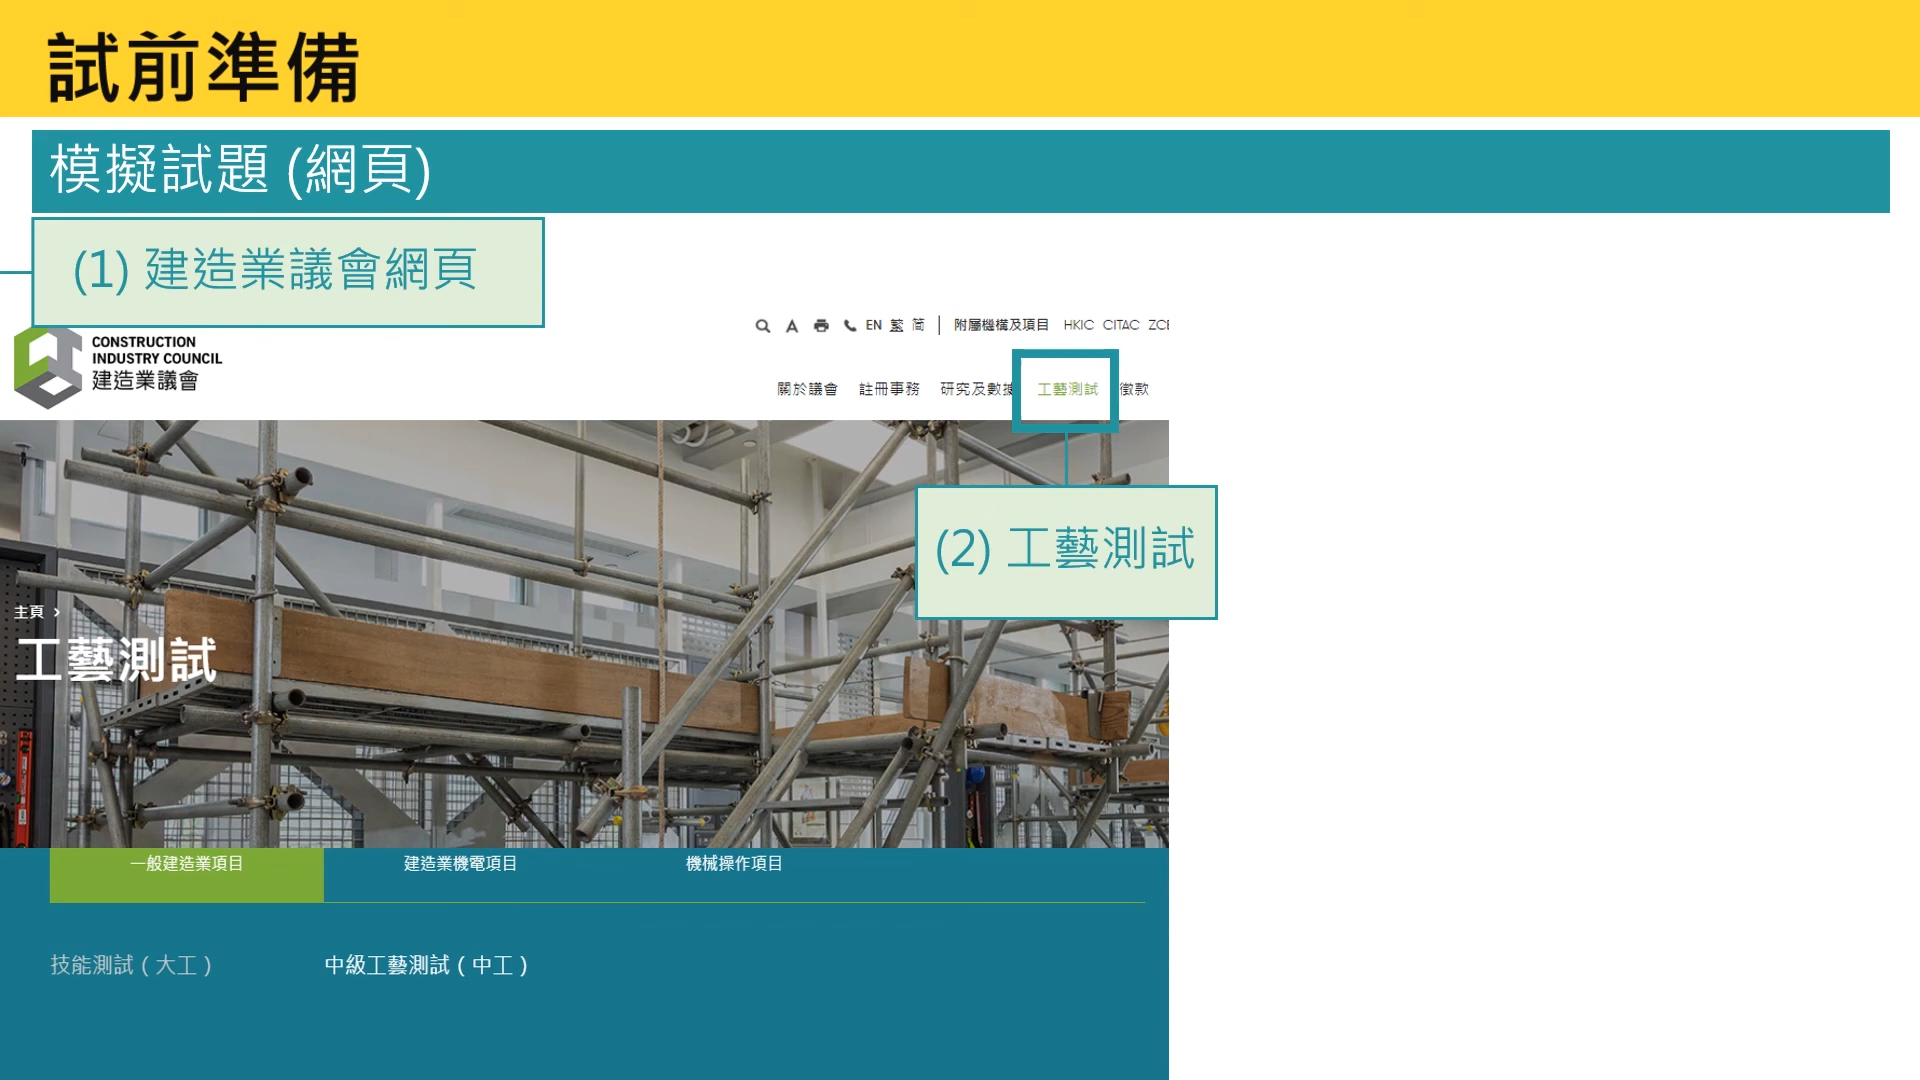 試前準備
模擬試題 (網頁)
(1) 建造業議會網頁
EN 繁 简 附屬機構及項目 HKIC CITAC
CONSTRUCTION
INDUSTRY COUNCIL
建造業議會
關於議會 註冊事務 研究及數據 工藝測試 徵款
(2) 工藝測試
主頁 >
工藝測試
一般建造業項目 建造業機電項目 機械操作項目
技能測試 ( 大工 ) 中級工藝測試 ( 中工 )